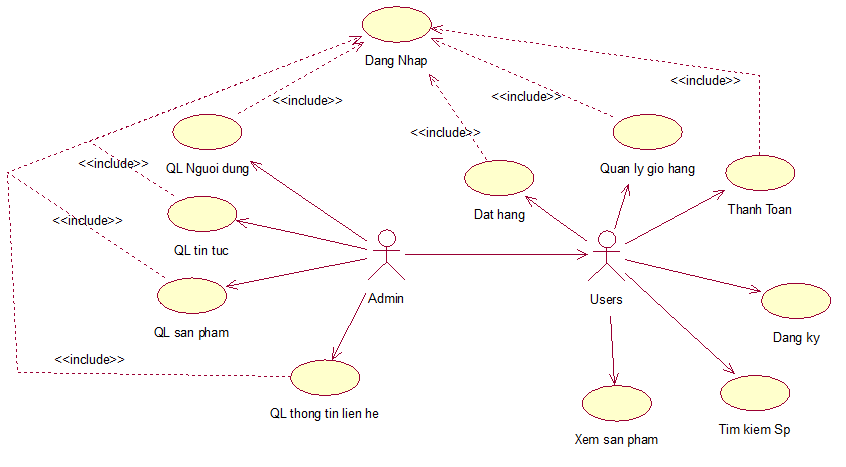 Dang Nhap
<<include>>
<<include>>
<<include>>
<<include>>
<<include>>
QL Nguoi dung
Quan ly gio hang
<<include>>
Dat hang
Thanh Toan
<<include>>
QL tin tuc
Admin
Users
QL san pham
Dang ky
<<include>>
QL thong tin lien he
Tim kiem Sp
Xem san pham